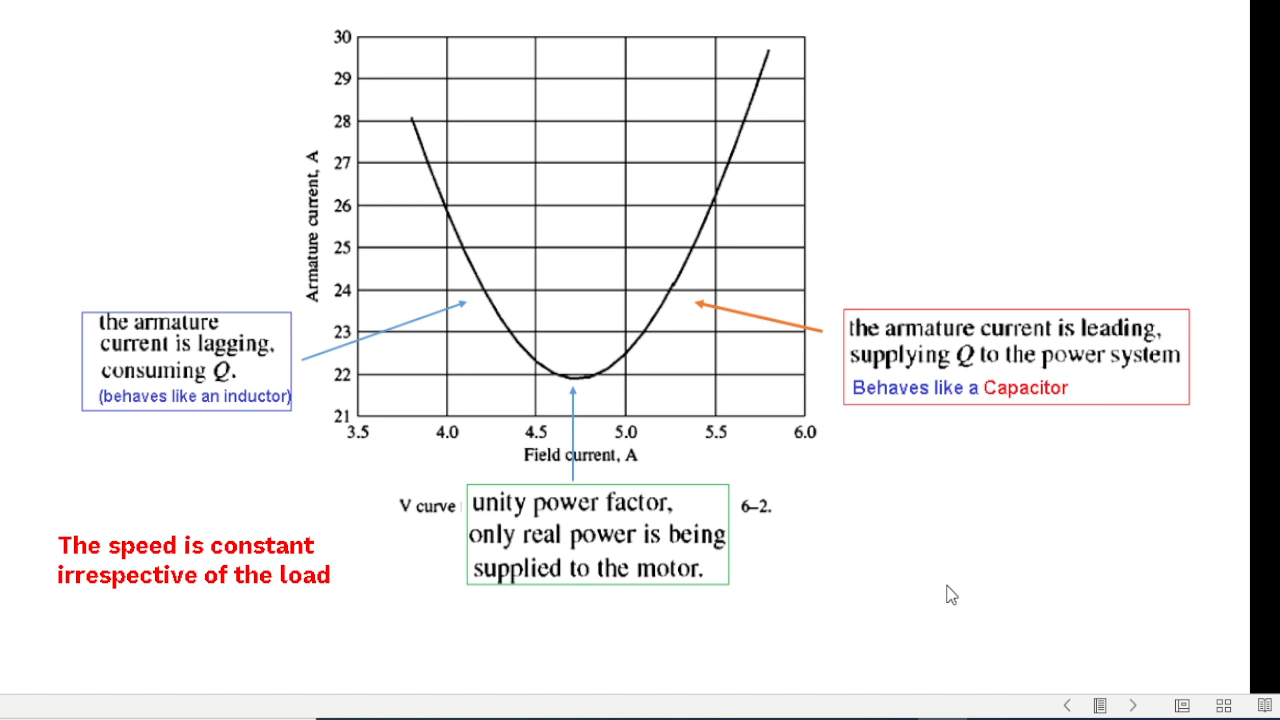 30
29
28
27
26
25
24
23
22
21
Armature current, A
3.5 4.0 4.5 5.0 5.5 6.0
Field current, A
the armature
current is lagging,
consuming Q.
(behaves like an inductor)
the armature current is leading,
supplying Q to the power system
Behaves like a Capacitor
V curve
unity power factor,
only real power is being
supplied to the motor.
6–2.
The speed is constant
irrespective of the load